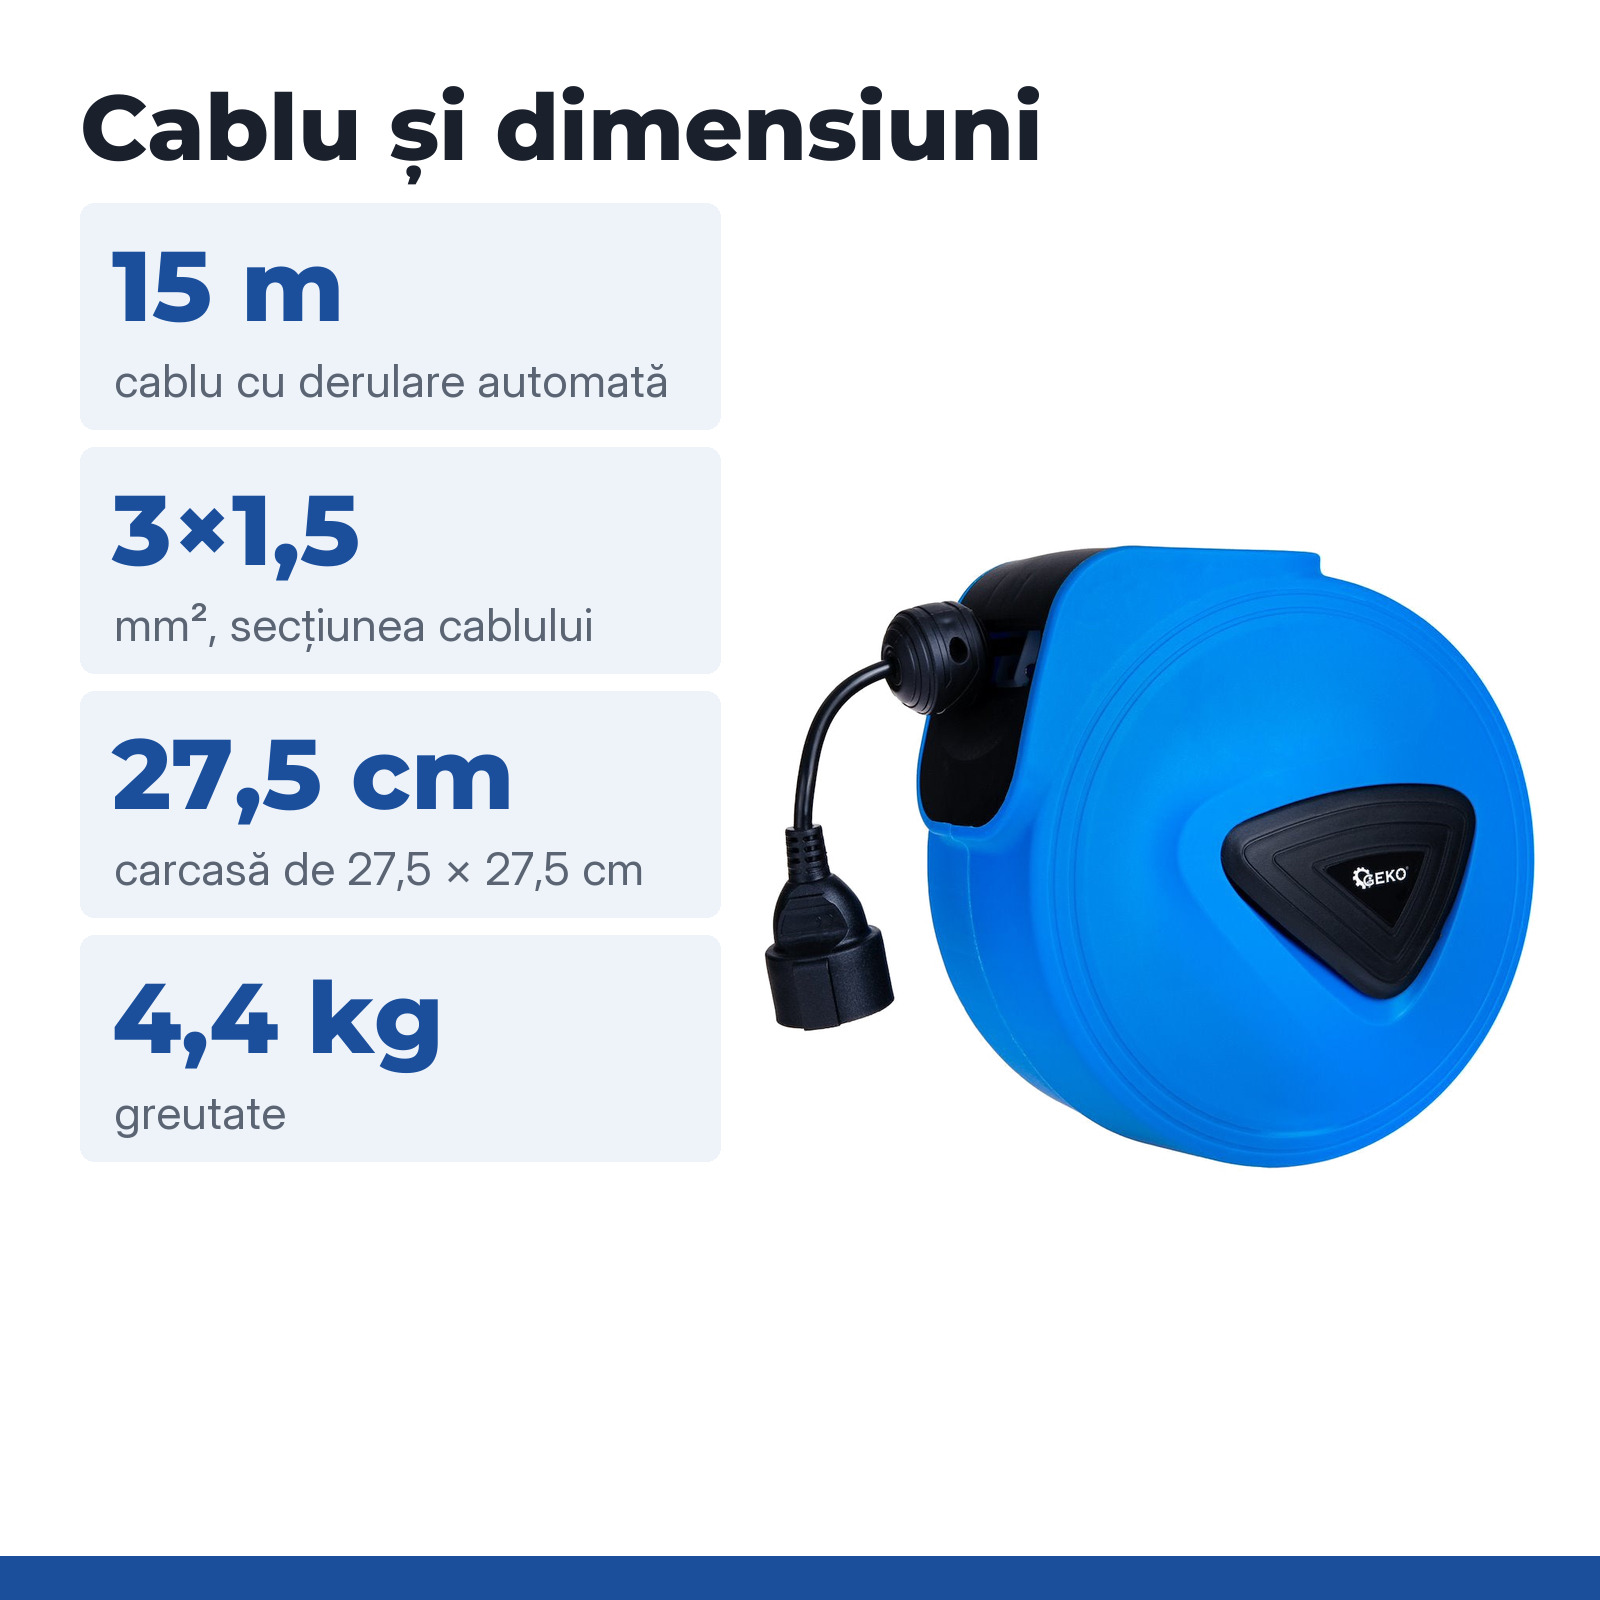 Cablu și dimensiuni
15 m
cablu cu derulare automată
3×1,5
mm², secțiunea cablului
27,5 cm
carcasă de 27,5 × 27,5 cm
4,4 kg
greutate
GEKO